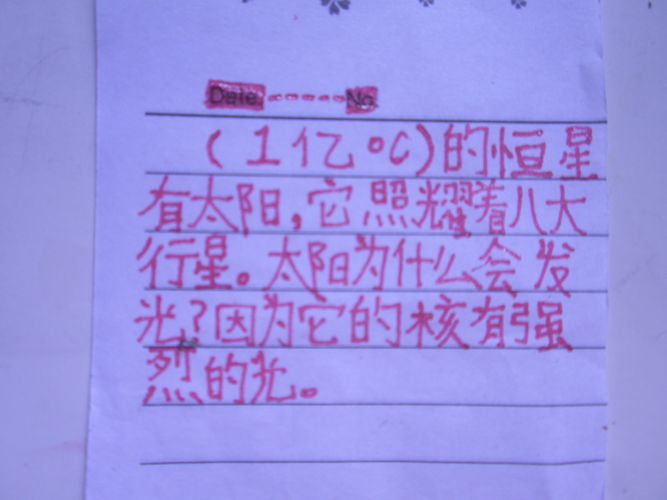 Date No
(1亿°C)的恒星
有太阳,它照耀着八大
行星。太阳为什么会发
光?因为它的核有强
烈的光。